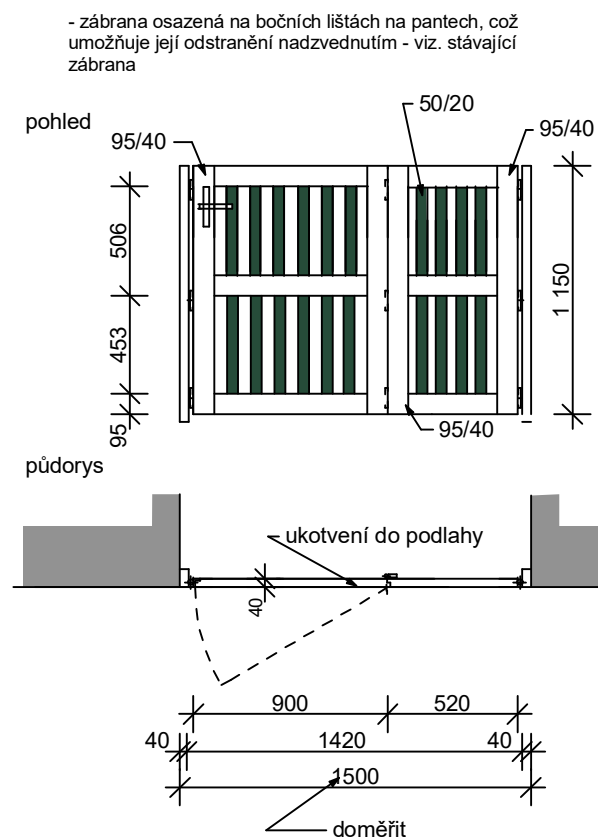 - zábrana osazená na bočních lištách na pantech, což
umožňuje její odstranění nadzvednutím - viz. stávající
zábrana
pohled
50/20
95/40
95/40
506
453
95
1 150
95/40
půdorys
ukotvení do podlahy
40
900
520
40
1420
40
1500
doměřit